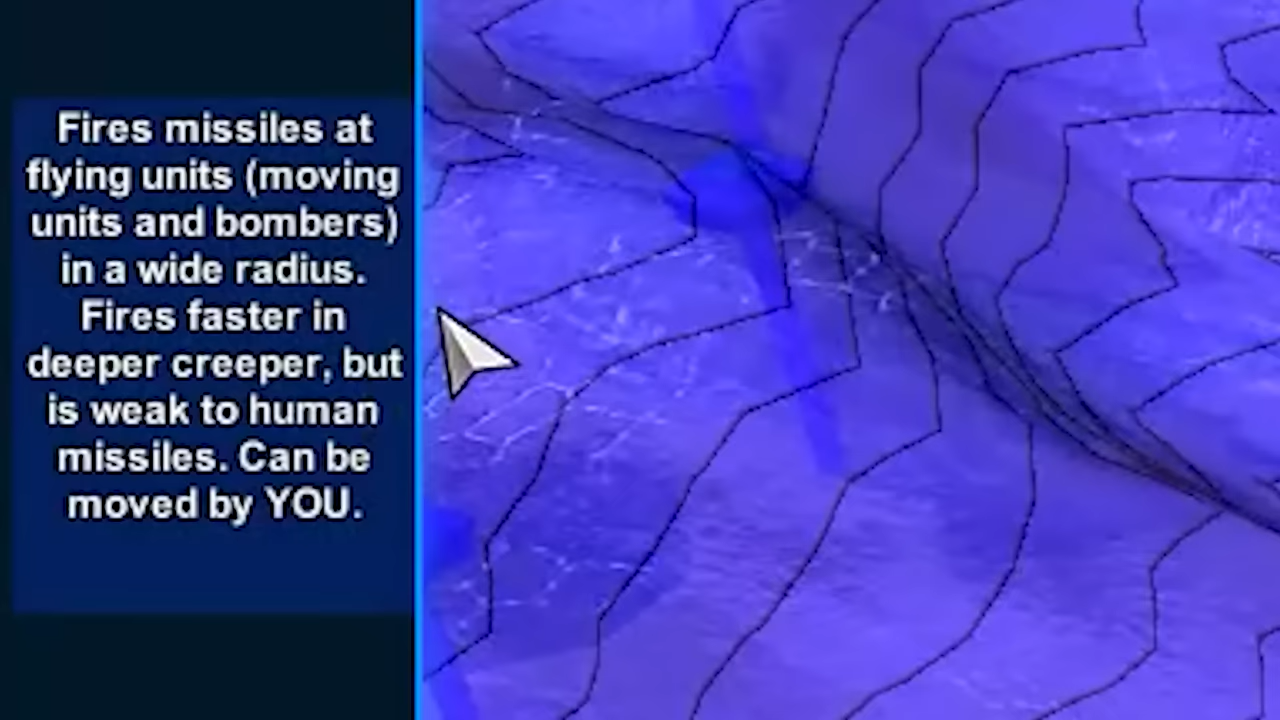 Fires missiles at
flying units (moving
units and bombers)
in a wide radius.
Fires faster in
deeper creeper, but
is weak to human
missiles. Can be
moved by YOU.